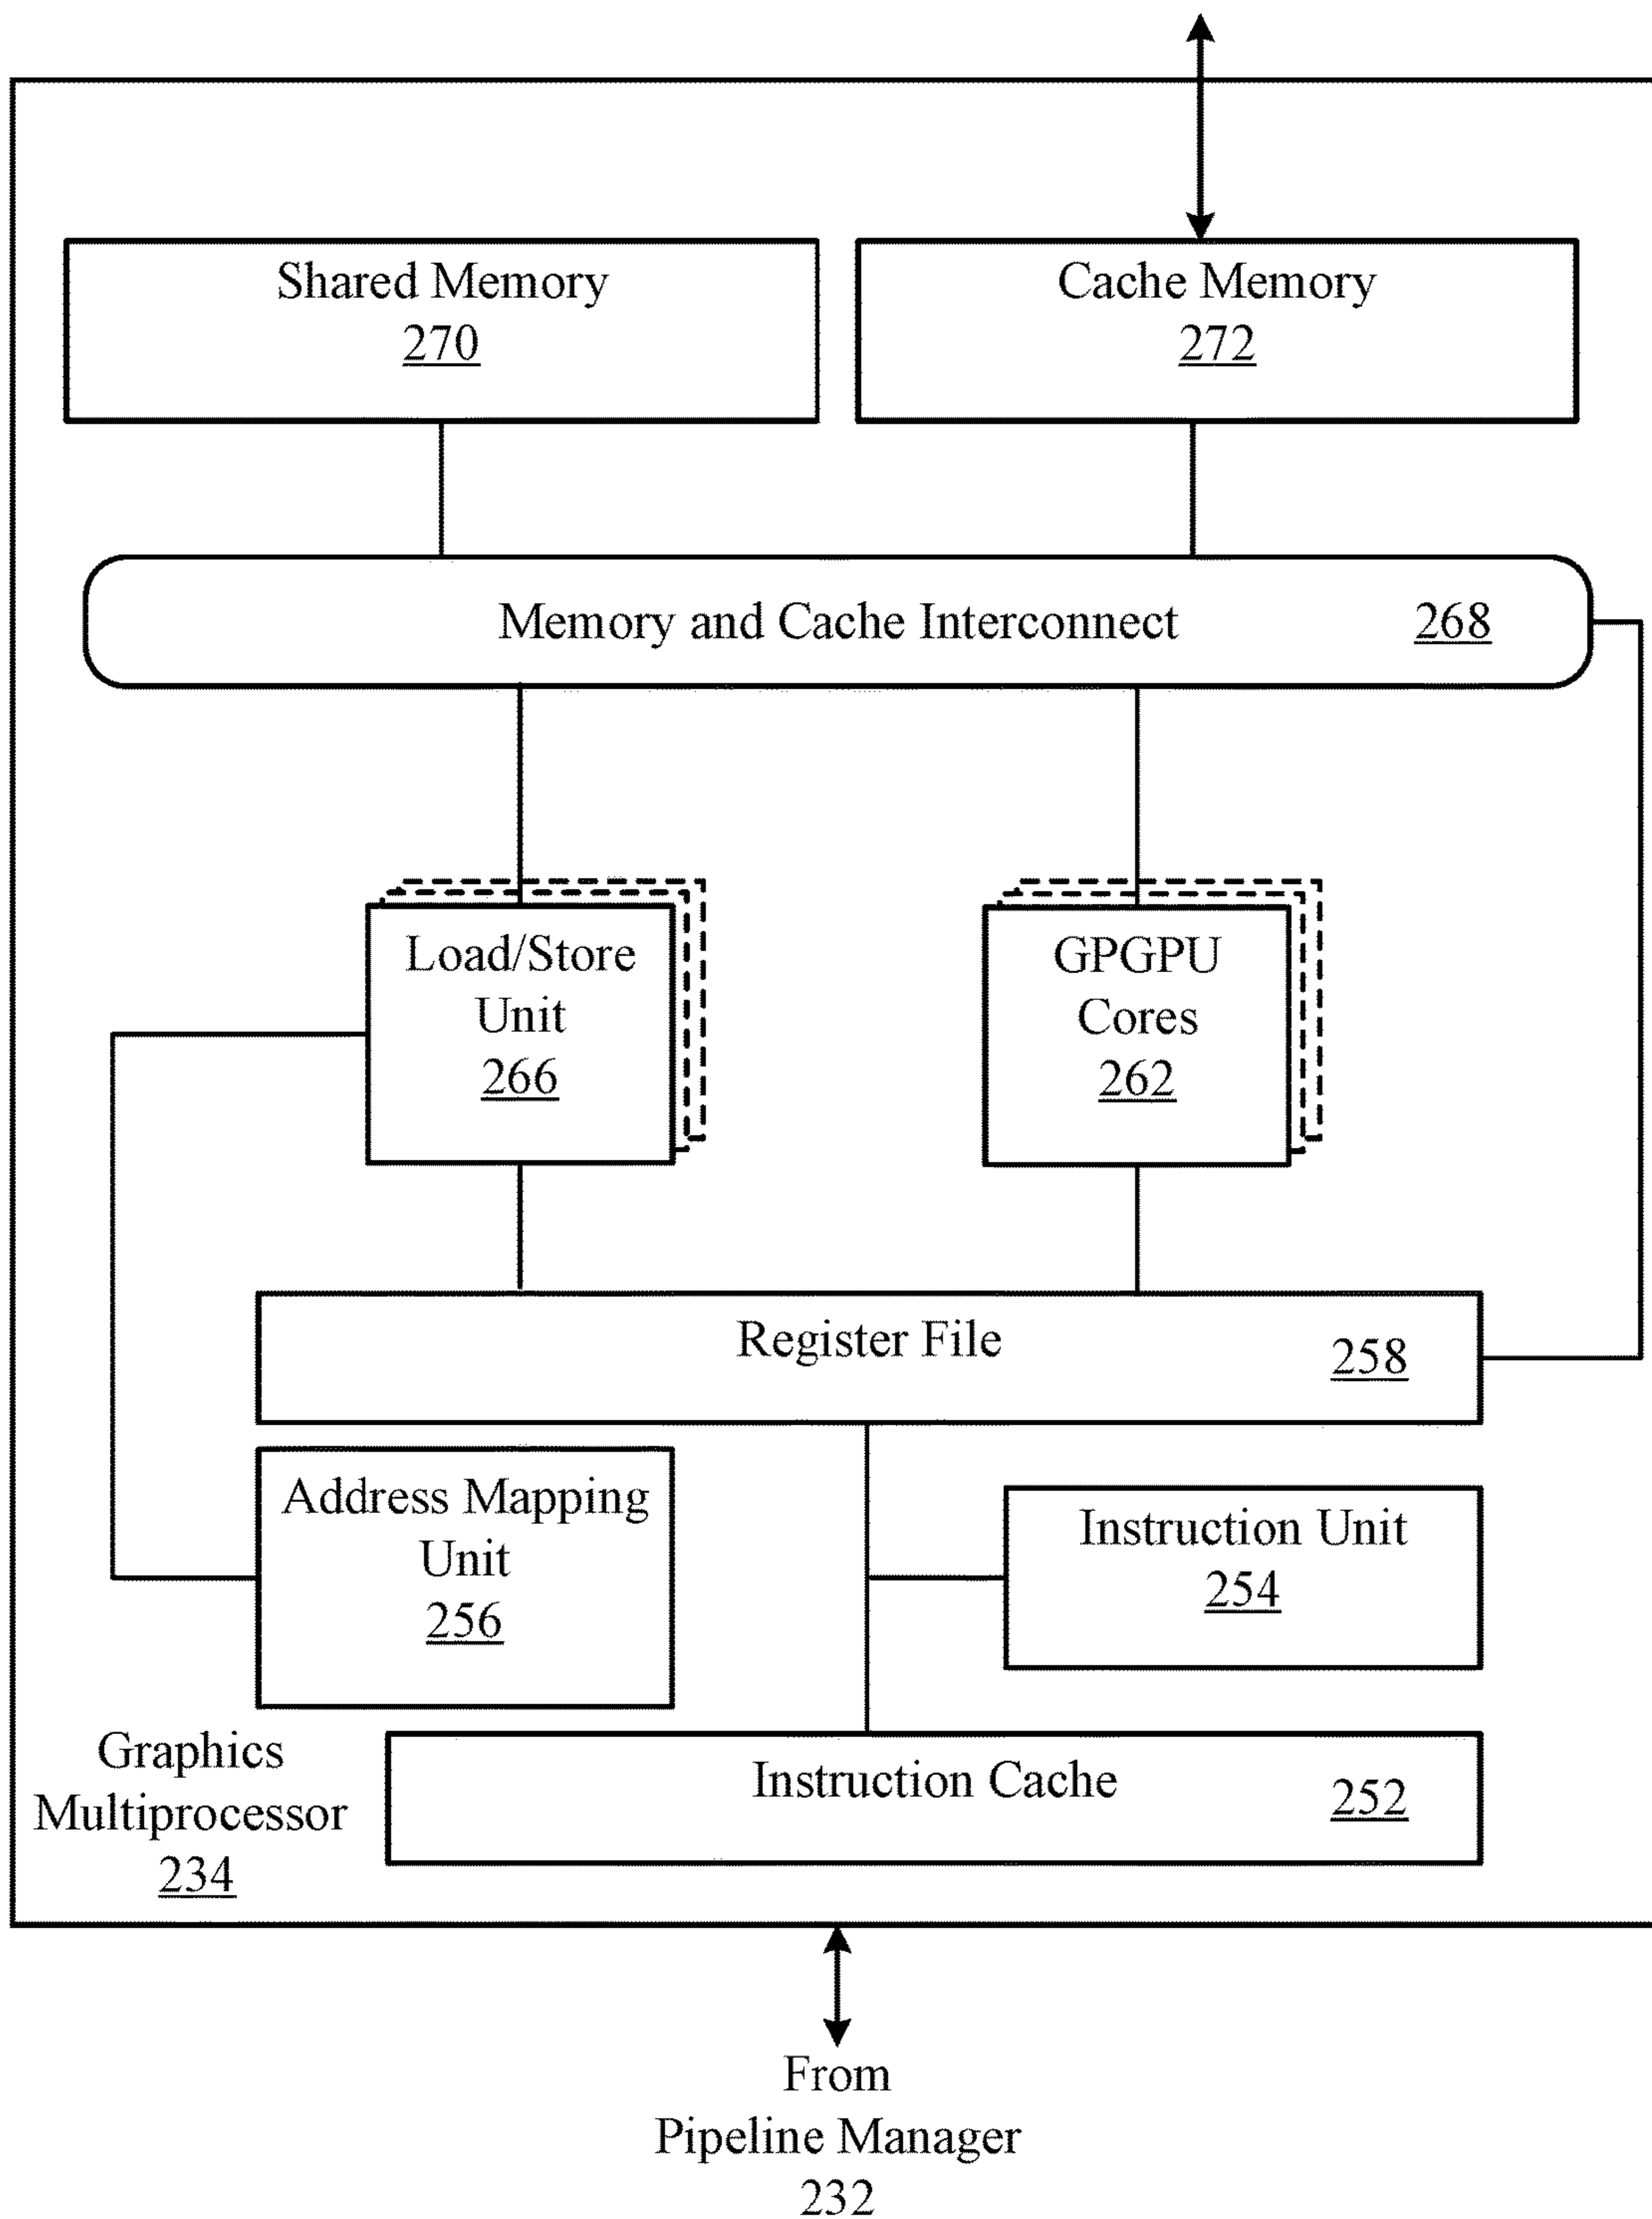 Shared Memory
270
Cache Memory
272
Memory and Cache Interconnect 268
Load/Store
Unit
266
GPGPU
Cores
262
Register File 258
Address Mapping
Unit
256
Instruction Unit
254
Graphics
Multiprocessor
234
Instruction Cache 252
From
Pipeline Manager
232